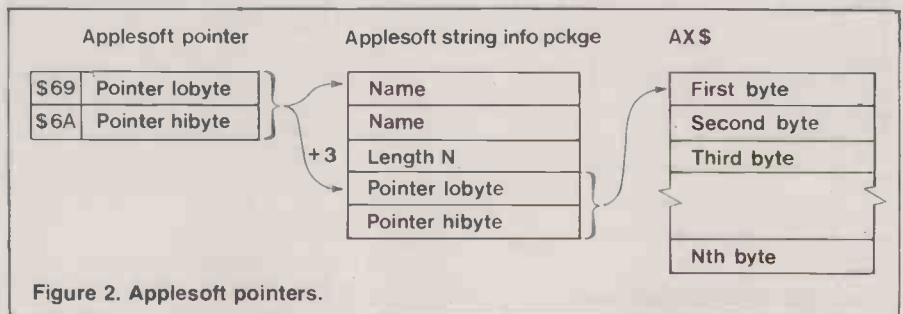 Applesoft pointer
$69 Pointer lobyte
$6A Pointer hibyte
+3
Applesoft string info pckge
Name
Name
Length N
Pointer lobyte
Pointer hibyte
AX$
First byte
Second byte
Third byte
Nth byte
Figure 2. Applesoft pointers.